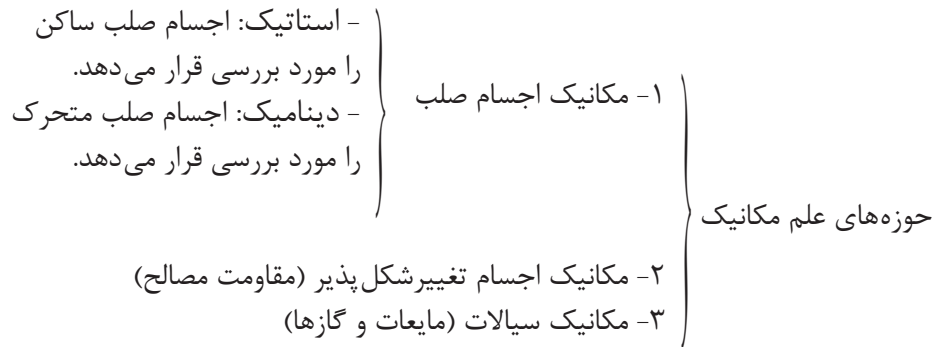 حوزه‌های علم مکانیک
۱- مکانیک اجسام صلب
- استاتیک: اجسام صلب ساکن
را مورد بررسی قرار می‌دهد.
- دینامیک: اجسام صلب متحرک
را مورد بررسی قرار می‌دهد.
۲- مکانیک اجسام تغییرشکل‌پذیر (مقاومت مصالح)
۳- مکانیک سیالات (مایعات و گازها)